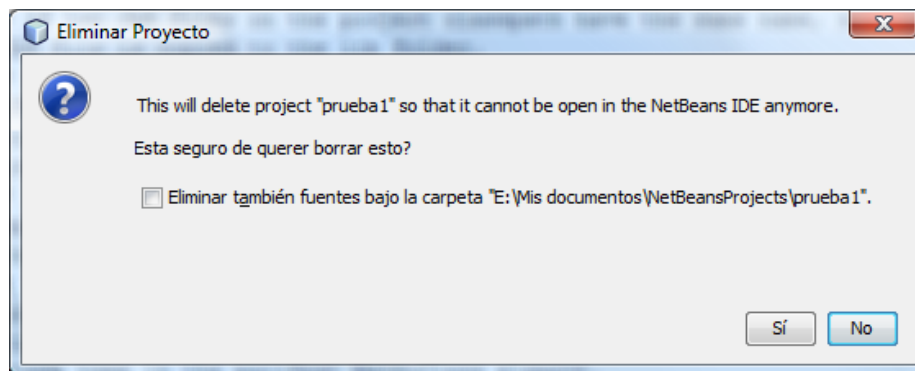 Eliminar Proyecto
This will delete project "prueba1" so that it cannot be open in the NetBeans IDE anymore.
Esta seguro de querer borrar esto?
Eliminar también fuentes bajo la carpeta "E:\Mis documentos\NetBeansProjects\prueba1".
Sí
No